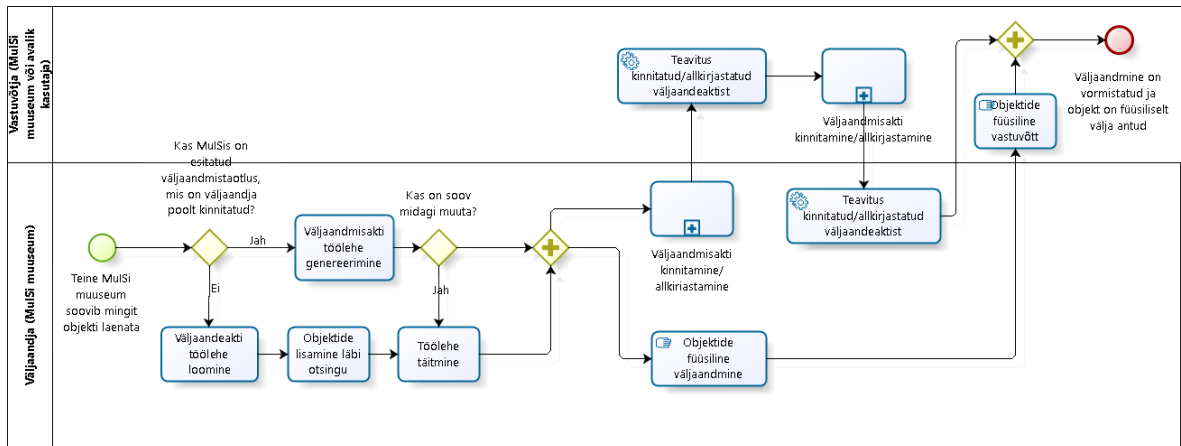 Vastuvõtja (MuISi
muuseum või avalik
kasutaja)
Teavitus
kinnitatud/allkirjastatud
väljaandeaktist
Väljaandmisakti
kinnitamine/allkirjastamine
Objektide
füüsiline
vastuvõtt
Väljaandmine on
vormistatud ja
objekt on füüsiliselt
välja antud
Väljaandja (MuISi muuseum)
Teine MuISi
muuseum
soovib mingit
objekti laenata
Kas MuISis on
esitatud
väljaandmistaotlus,
mis on väljaandja
poolt kinnitatud?
Jah
Ei
Väljaandmisakti
töölehe
genereerimine
Kas on soov
midagi muuta?
Jah
Väljaandeakti
töölehe
loomine
Objektide
lisamine läbi
otsingu
Töölehe
täitmine
Väljaandmisakti
kinnitamine/
allkirjastamine
Teavitus
kinnitatud/allkirjastatud
väljaandeaktist
Objektide
füüsiline
väljaandmine